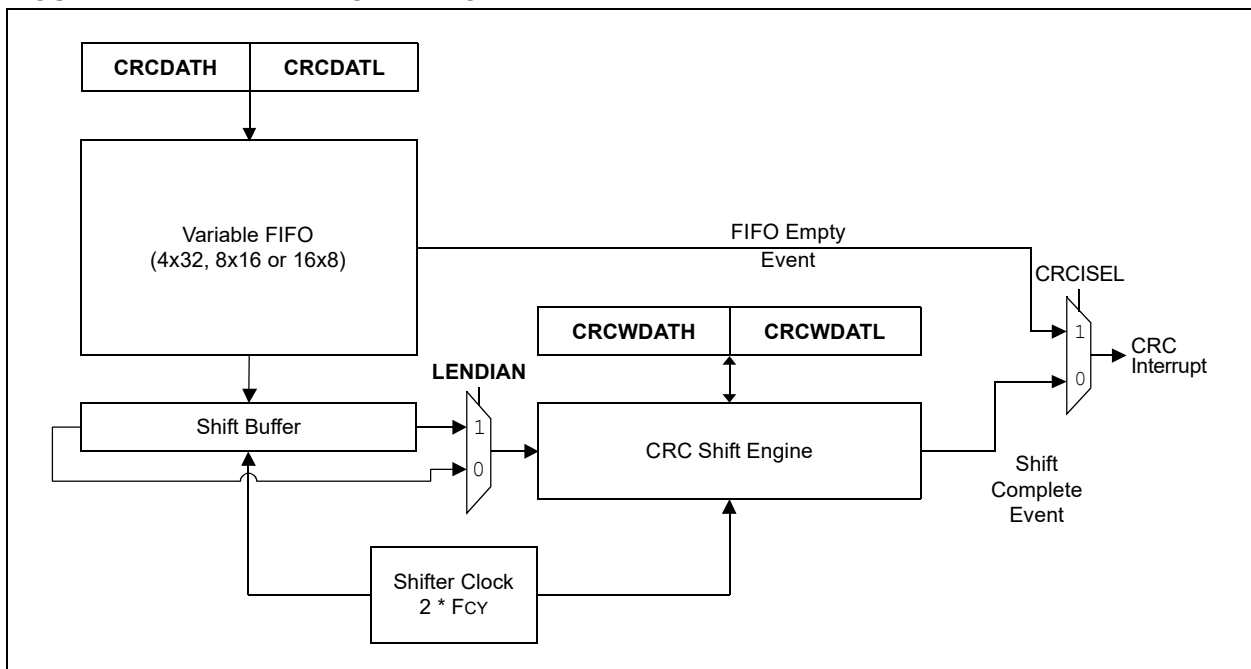 CRCDATH CRCDATL
Variable FIFO
(4x32, 8x16 or 16x8)
FIFO Empty
Event
CRCISEL
CRCWDATH CRCWDATL
1
CRC
Interrupt
0
LENDIAN
Shift Buffer
1
0
CRC Shift Engine
Shift
Complete
Event
Shifter Clock
2 * FCY